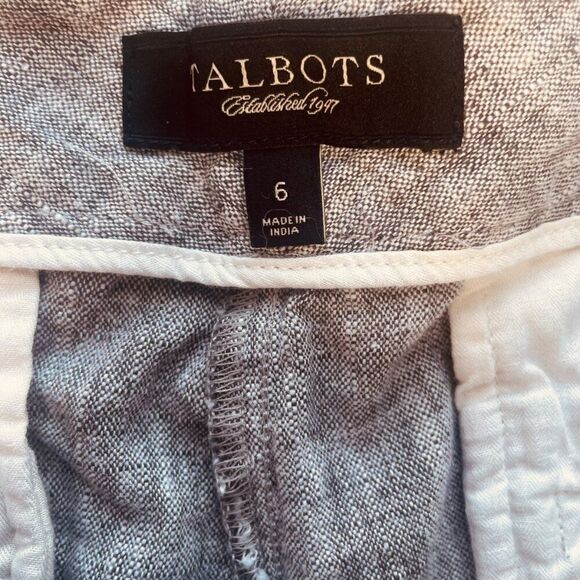 TALBOTS
Established 1947
6
MADE IN
INDIA